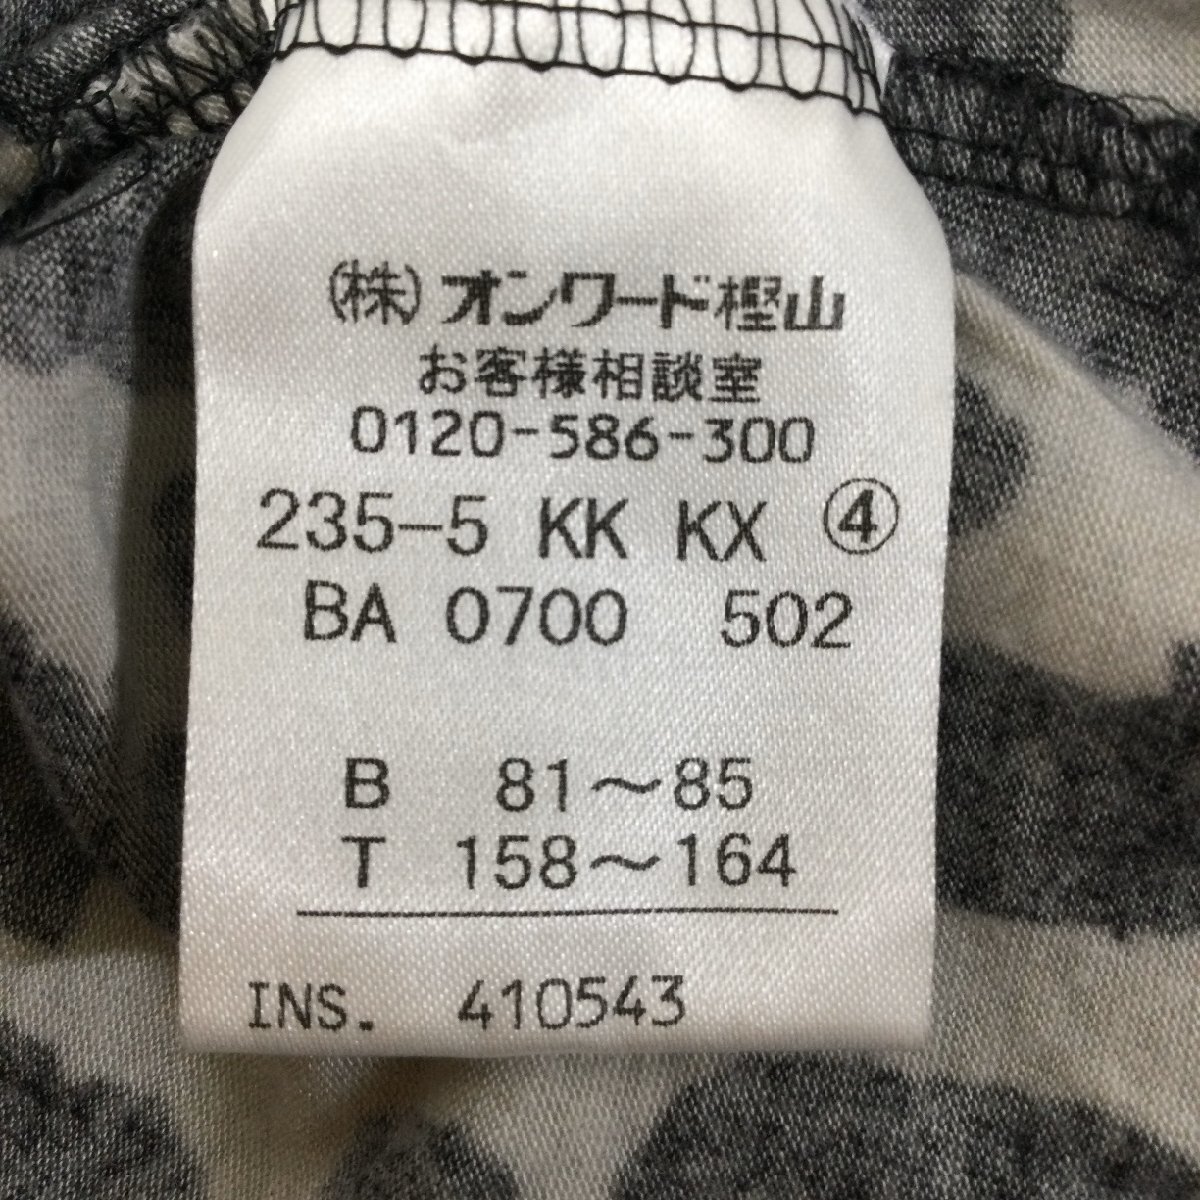 (株)オンワード樫山
お客様相談室
0120-586-300
235-5 KK KX ④
BA 0700 502
B 81～85
T 158～164
INS. 410543